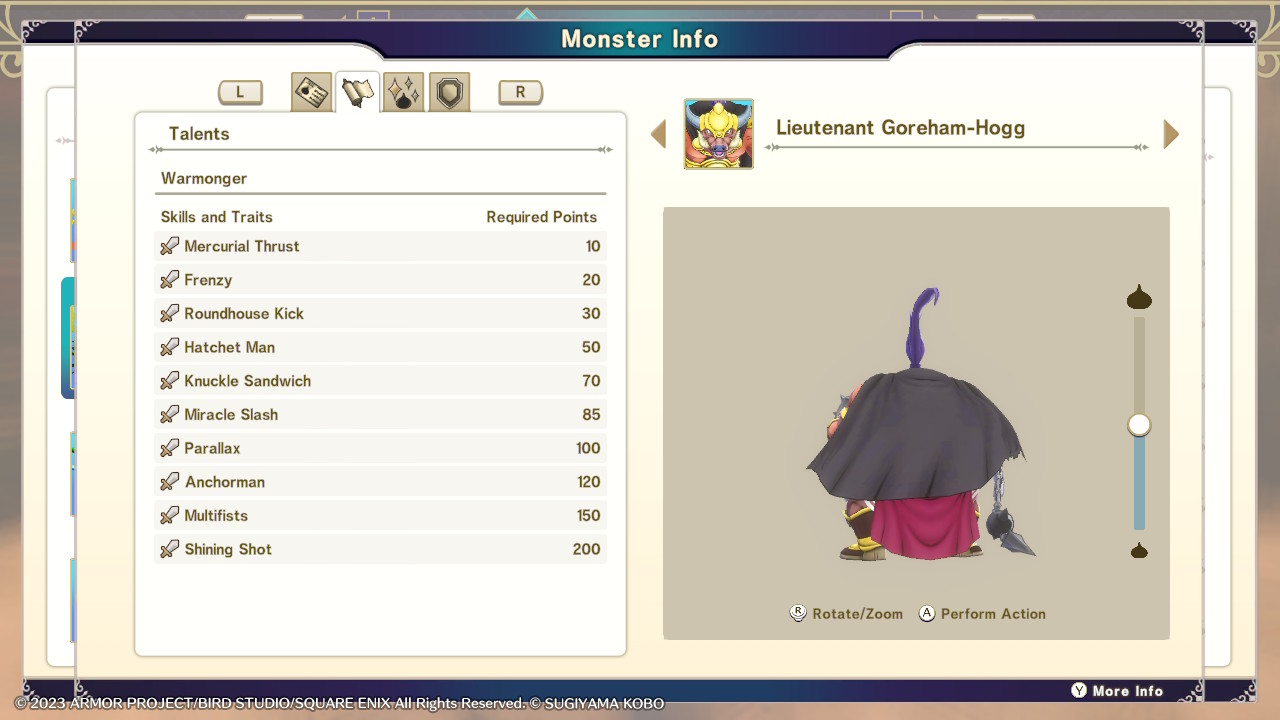 Monster Info
L
R
Talents
Warmonger
Skills and Traits Required Points
Mercurial Thrust 10
Frenzy 20
Roundhouse Kick 30
Hatchet Man 50
Knuckle Sandwich 70
Miracle Slash 85
Parallax 100
Anchorman 120
Multifists 150
Shining Shot 200
Lieutenant Goreham-Hogg
R Rotate/Zoom A Perform Action
Y More Info
© 2023 ARMOR PROJECT/BIRD STUDIO/SQUARE ENIX All Rights Reserved. © SUGIYAMA KOBO